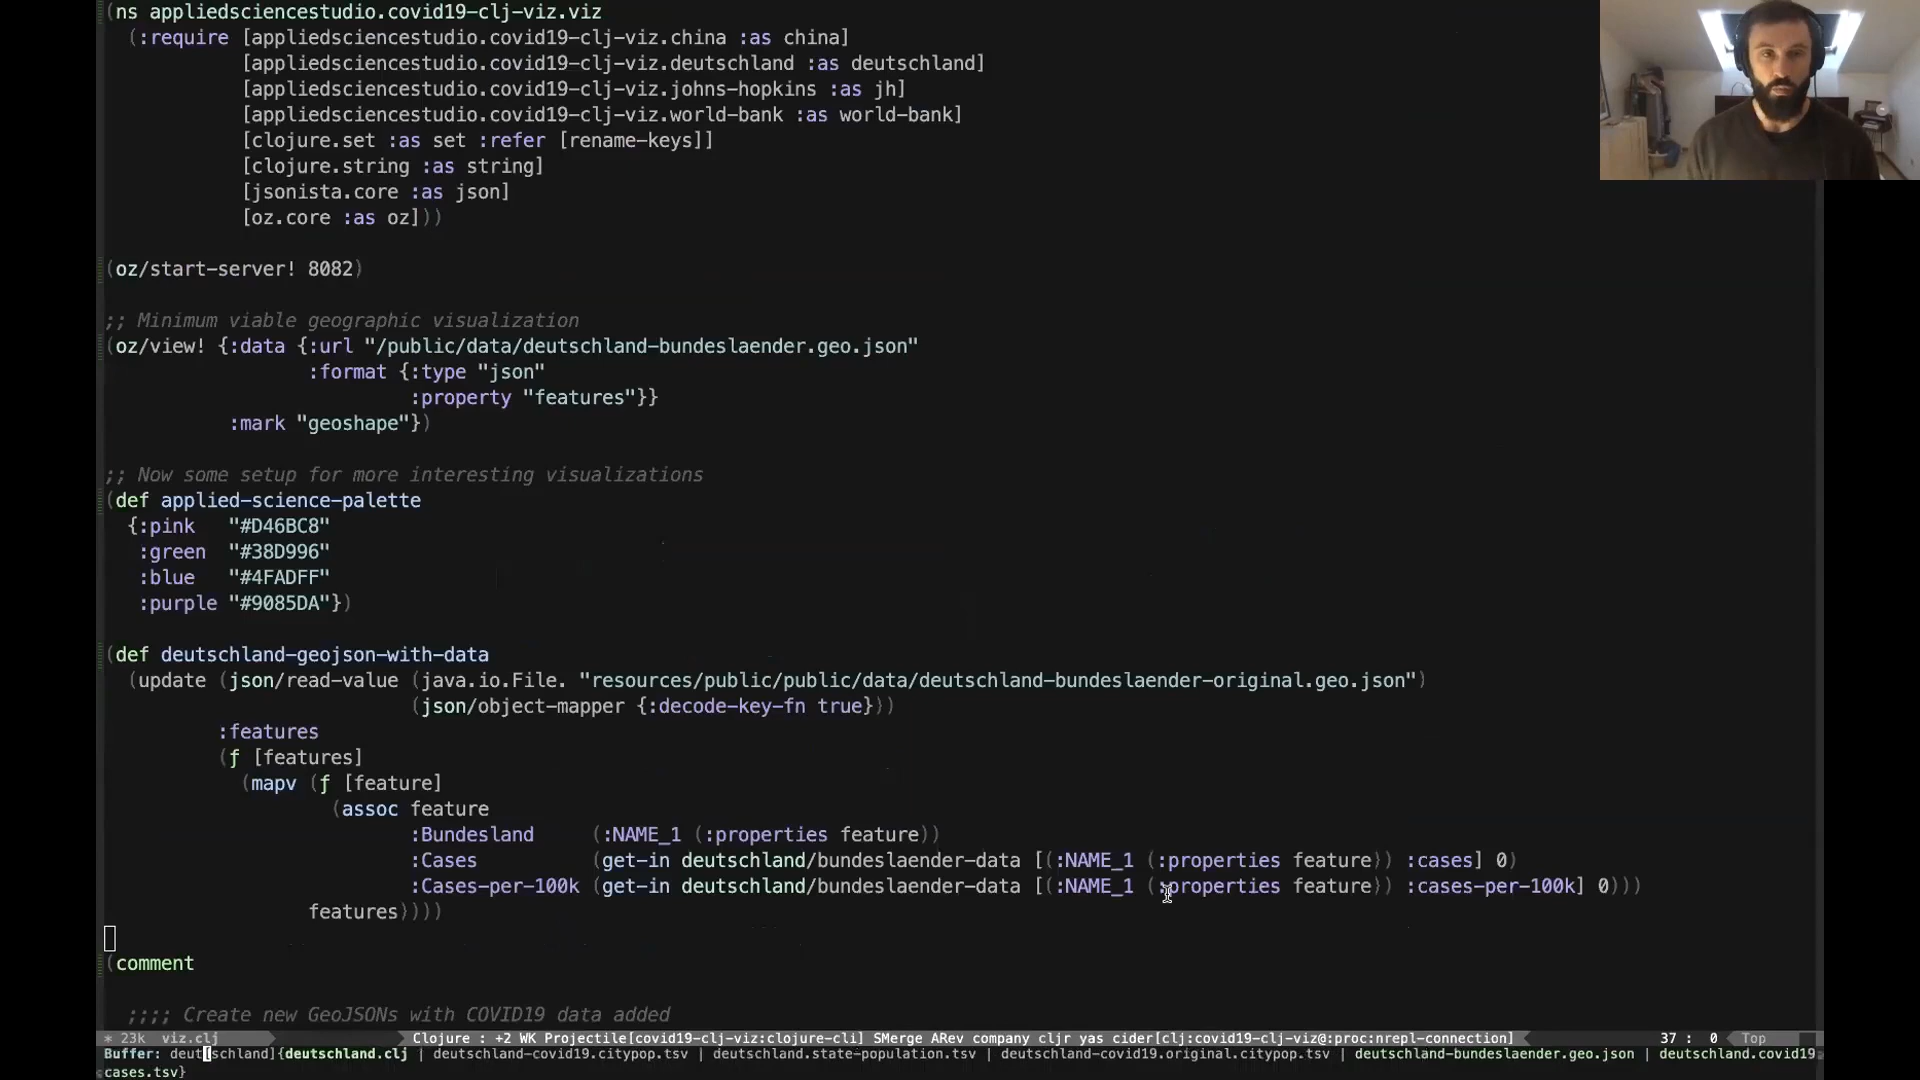 (ns appliedsciencestudio.covid19-clj-viz.viz
(:require [appliedsciencestudio.covid19-clj-viz.china :as china]
[appliedsciencestudio.covid19-clj-viz.deutschland :as deutschland]
[appliedsciencestudio.covid19-clj-viz.johns-hopkins :as jh]
[appliedsciencestudio.covid19-clj-viz.world-bank :as world-bank]
[clojure.set :as set :refer [rename-keys]]
[clojure.string :as string]
[jsonista.core :as json]
[oz.core :as oz]))
(oz/start-server! 8082)
;; Minimum viable geographic visualization
(oz/view! {:data {:url "/public/data/deutschland-bundeslaender.geo.json"
:format {:type "json"
:property "features"}}
:mark "geoshape"})
;; Now some setup for more interesting visualizations
(def applied-science-palette
{:pink "#D46BC8"
:green "#38D996"
:blue "#4FADFF"
:purple "#9085DA"})
(def deutschland-geojson-with-data
(update (json/read-value (java.io.File. "resources/public/public/data/deutschland-bundeslaender-original.geo.json")
(json/object-mapper {:decode-key-fn true}))
:features
(ƒ [features]
(mapv (ƒ [feature]
(assoc feature
:Bundesland (:NAME_1 (:properties feature))
:Cases (get-in deutschland/bundeslaender-data [(:NAME_1 (:properties feature)) :cases] 0)
:Cases-per-100k (get-in deutschland/bundeslaender-data [(:NAME_1 (:properties feature)) :cases-per-100k] 0)))
features))))
(comment
;;;; Create new GeoJSONs with COVID19 data added
* 23k viz.clj Clojure : +2 WK Projectile[covid19-clj-viz:clojure-cli] SMerge ARev company cljr yas cider[clj:covid19-clj-viz@:proc:nrepl-connection] 37 : 0 Top
Buffer: deut[schland]{deutschland.clj | deutschland-covid19.citypop.tsv | deutschland.state-population.tsv | deutschland-covid19.original.citypop.tsv | deutschland-bundeslaender.geo.json | deutschland.covid19
cases.tsv}